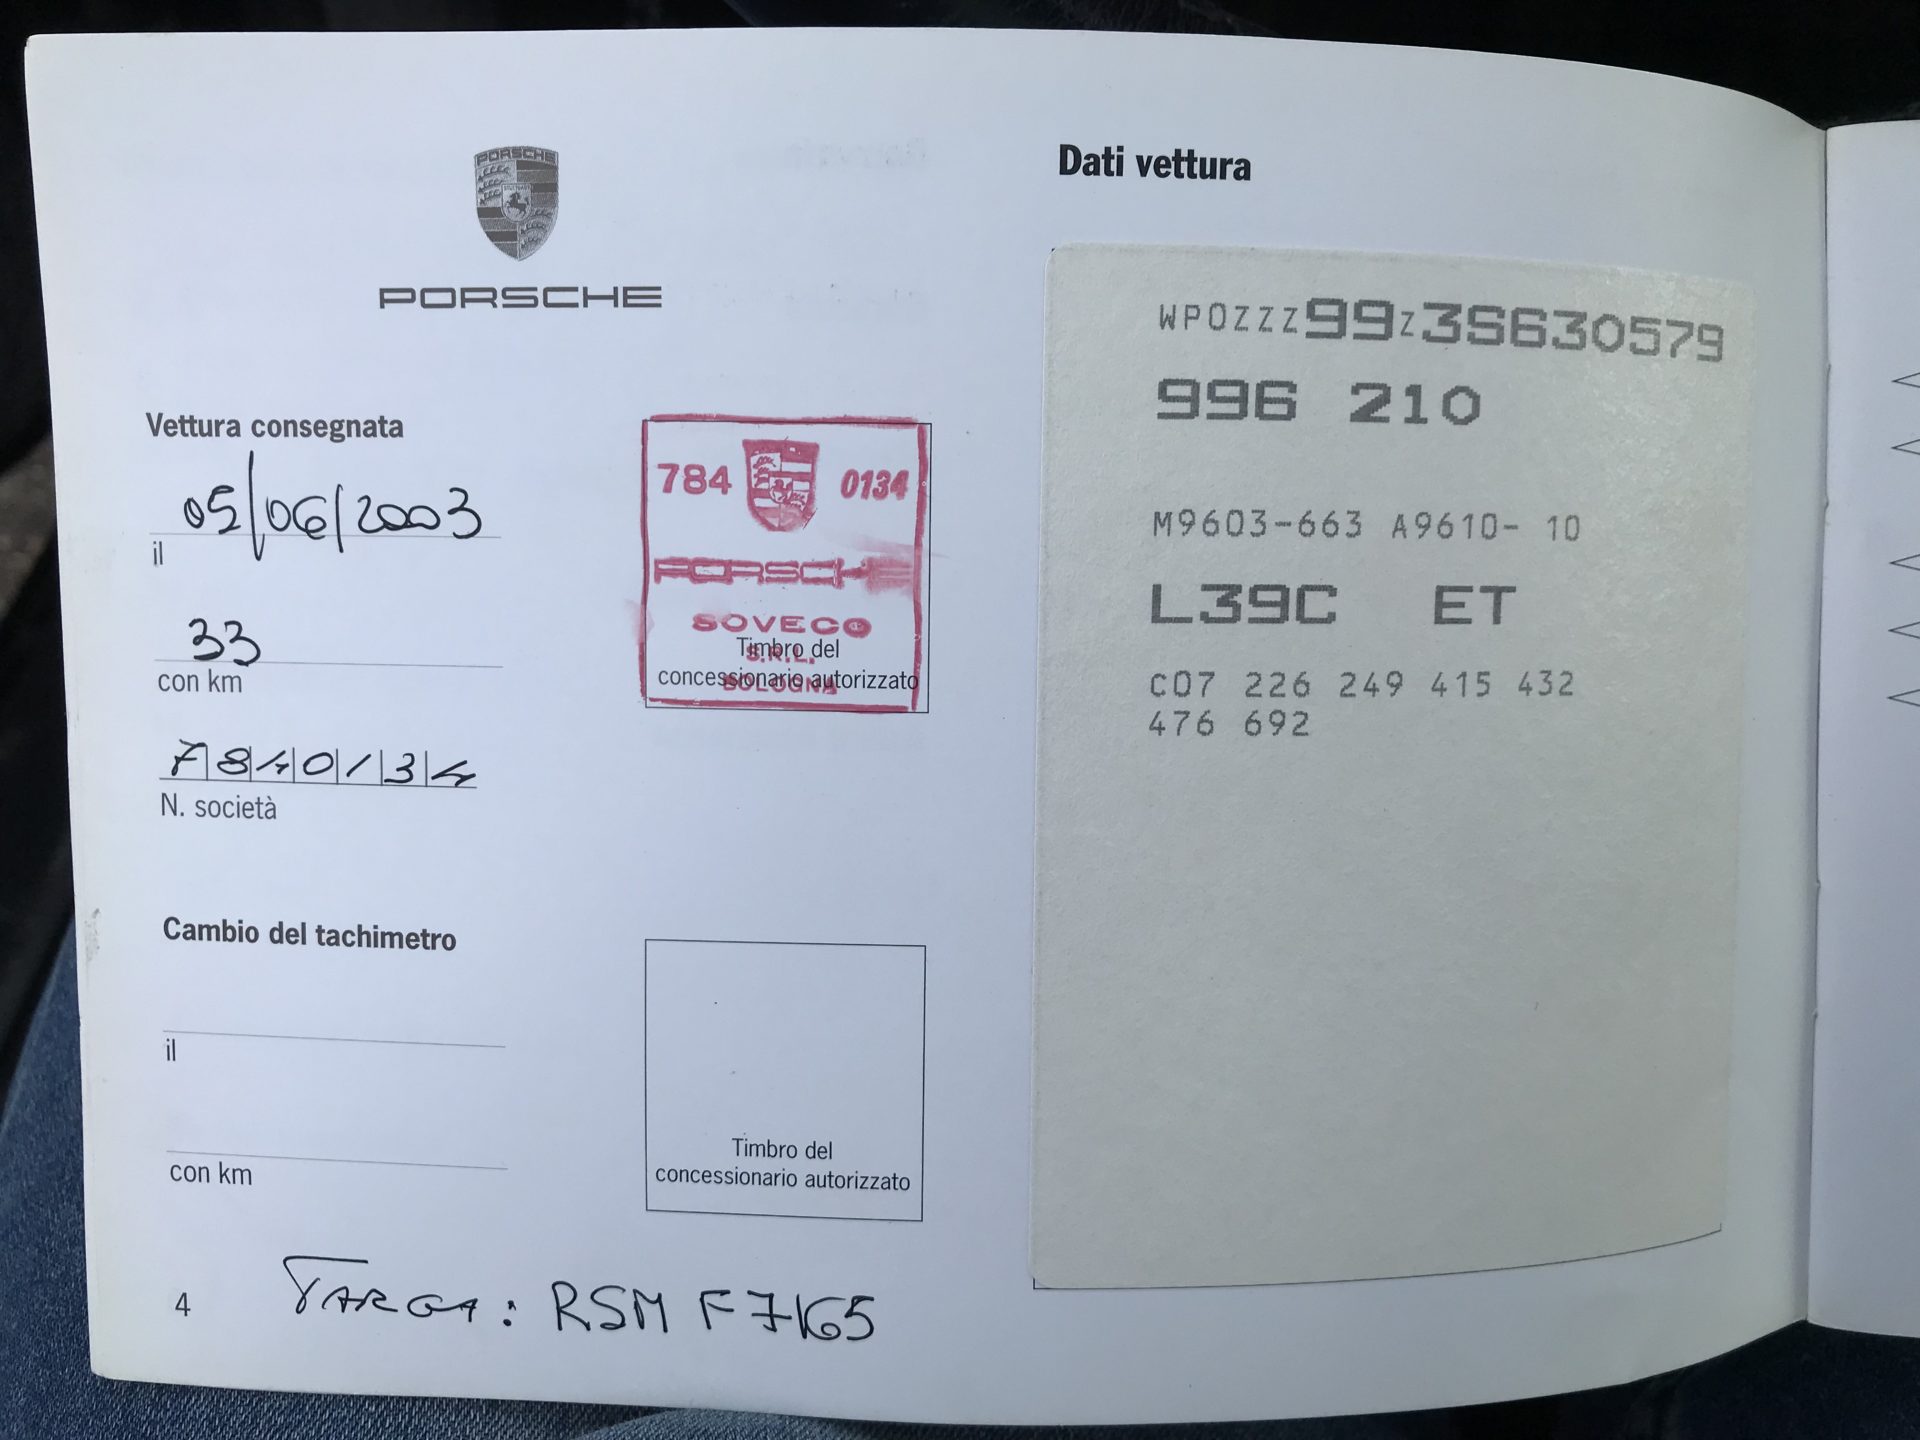 PORSCHE
PORSCHE
Vettura consegnata
05/06/2003
il
33
con km
7840134
N. società
784 0134
PORSCHE
SOVECO
S.R.L.
BOLOGNA
Timbro del
concessionario autorizzato
Cambio del tachimetro
il
con km
Timbro del
concessionario autorizzato
4
TARGA: RSM F7165
Dati vettura
WP0ZZZ99Z3S630579
996 210
M9603-663 A9610- 10
L39C ET
C07 226 249 415 432
476 692